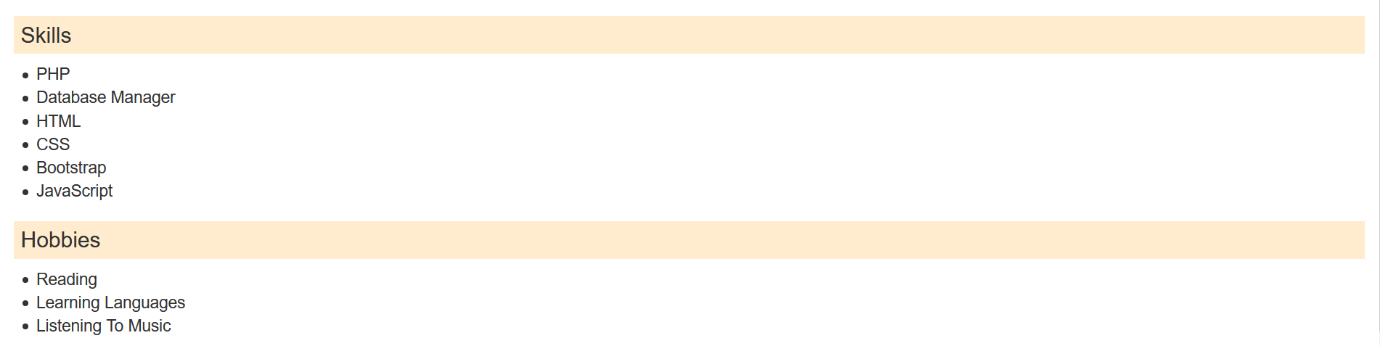 Skills
PHP
Database Manager
HTML
CSS
Bootstrap
JavaScript
Hobbies
Reading
Learning Languages
Listening To Music